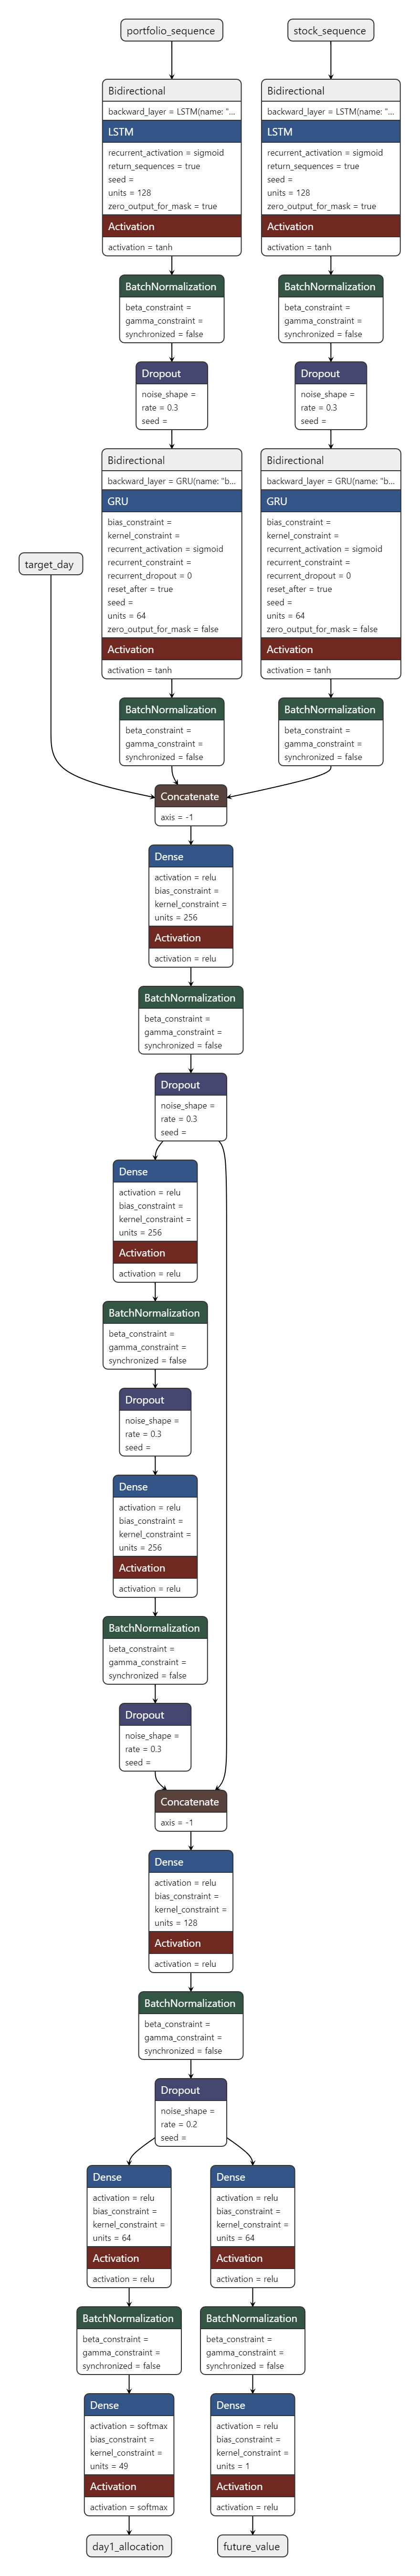 portfolio_sequence
stock_sequence
Bidirectional
backward_layer = LSTM(name: "...
LSTM
recurrent_activation = sigmoid
return_sequences = true
seed =
units = 128
zero_output_for_mask = true
Activation
activation = tanh
Bidirectional
backward_layer = LSTM(name: "...
LSTM
recurrent_activation = sigmoid
return_sequences = true
seed =
units = 128
zero_output_for_mask = true
Activation
activation = tanh
BatchNormalization
beta_constraint =
gamma_constraint =
synchronized = false
BatchNormalization
beta_constraint =
gamma_constraint =
synchronized = false
Dropout
noise_shape =
rate = 0.3
seed =
Dropout
noise_shape =
rate = 0.3
seed =
Bidirectional
backward_layer = GRU(name: "b...
GRU
bias_constraint =
kernel_constraint =
recurrent_activation = sigmoid
recurrent_constraint =
recurrent_dropout = 0
reset_after = true
seed =
units = 64
zero_output_for_mask = false
Activation
activation = tanh
Bidirectional
backward_layer = GRU(name: "b...
GRU
bias_constraint =
kernel_constraint =
recurrent_activation = sigmoid
recurrent_constraint =
recurrent_dropout = 0
reset_after = true
seed =
units = 64
zero_output_for_mask = false
Activation
activation = tanh
target_day
BatchNormalization
beta_constraint =
gamma_constraint =
synchronized = false
BatchNormalization
beta_constraint =
gamma_constraint =
synchronized = false
Concatenate
axis = -1
Dense
activation = relu
bias_constraint =
kernel_constraint =
units = 256
Activation
activation = relu
BatchNormalization
beta_constraint =
gamma_constraint =
synchronized = false
Dropout
noise_shape =
rate = 0.3
seed =
Dense
activation = relu
bias_constraint =
kernel_constraint =
units = 256
Activation
activation = relu
BatchNormalization
beta_constraint =
gamma_constraint =
synchronized = false
Dropout
noise_shape =
rate = 0.3
seed =
Dense
activation = relu
bias_constraint =
kernel_constraint =
units = 256
Activation
activation = relu
BatchNormalization
beta_constraint =
gamma_constraint =
synchronized = false
Dropout
noise_shape =
rate = 0.3
seed =
Concatenate
axis = -1
Dense
activation = relu
bias_constraint =
kernel_constraint =
units = 128
Activation
activation = relu
BatchNormalization
beta_constraint =
gamma_constraint =
synchronized = false
Dropout
noise_shape =
rate = 0.2
seed =
Dense
activation = relu
bias_constraint =
kernel_constraint =
units = 64
Activation
activation = relu
Dense
activation = relu
bias_constraint =
kernel_constraint =
units = 64
Activation
activation = relu
BatchNormalization
beta_constraint =
gamma_constraint =
synchronized = false
BatchNormalization
beta_constraint =
gamma_constraint =
synchronized = false
Dense
activation = softmax
bias_constraint =
kernel_constraint =
units = 49
Activation
activation = softmax
Dense
activation = relu
bias_constraint =
kernel_constraint =
units = 1
Activation
activation = relu
day1_allocation
future_value